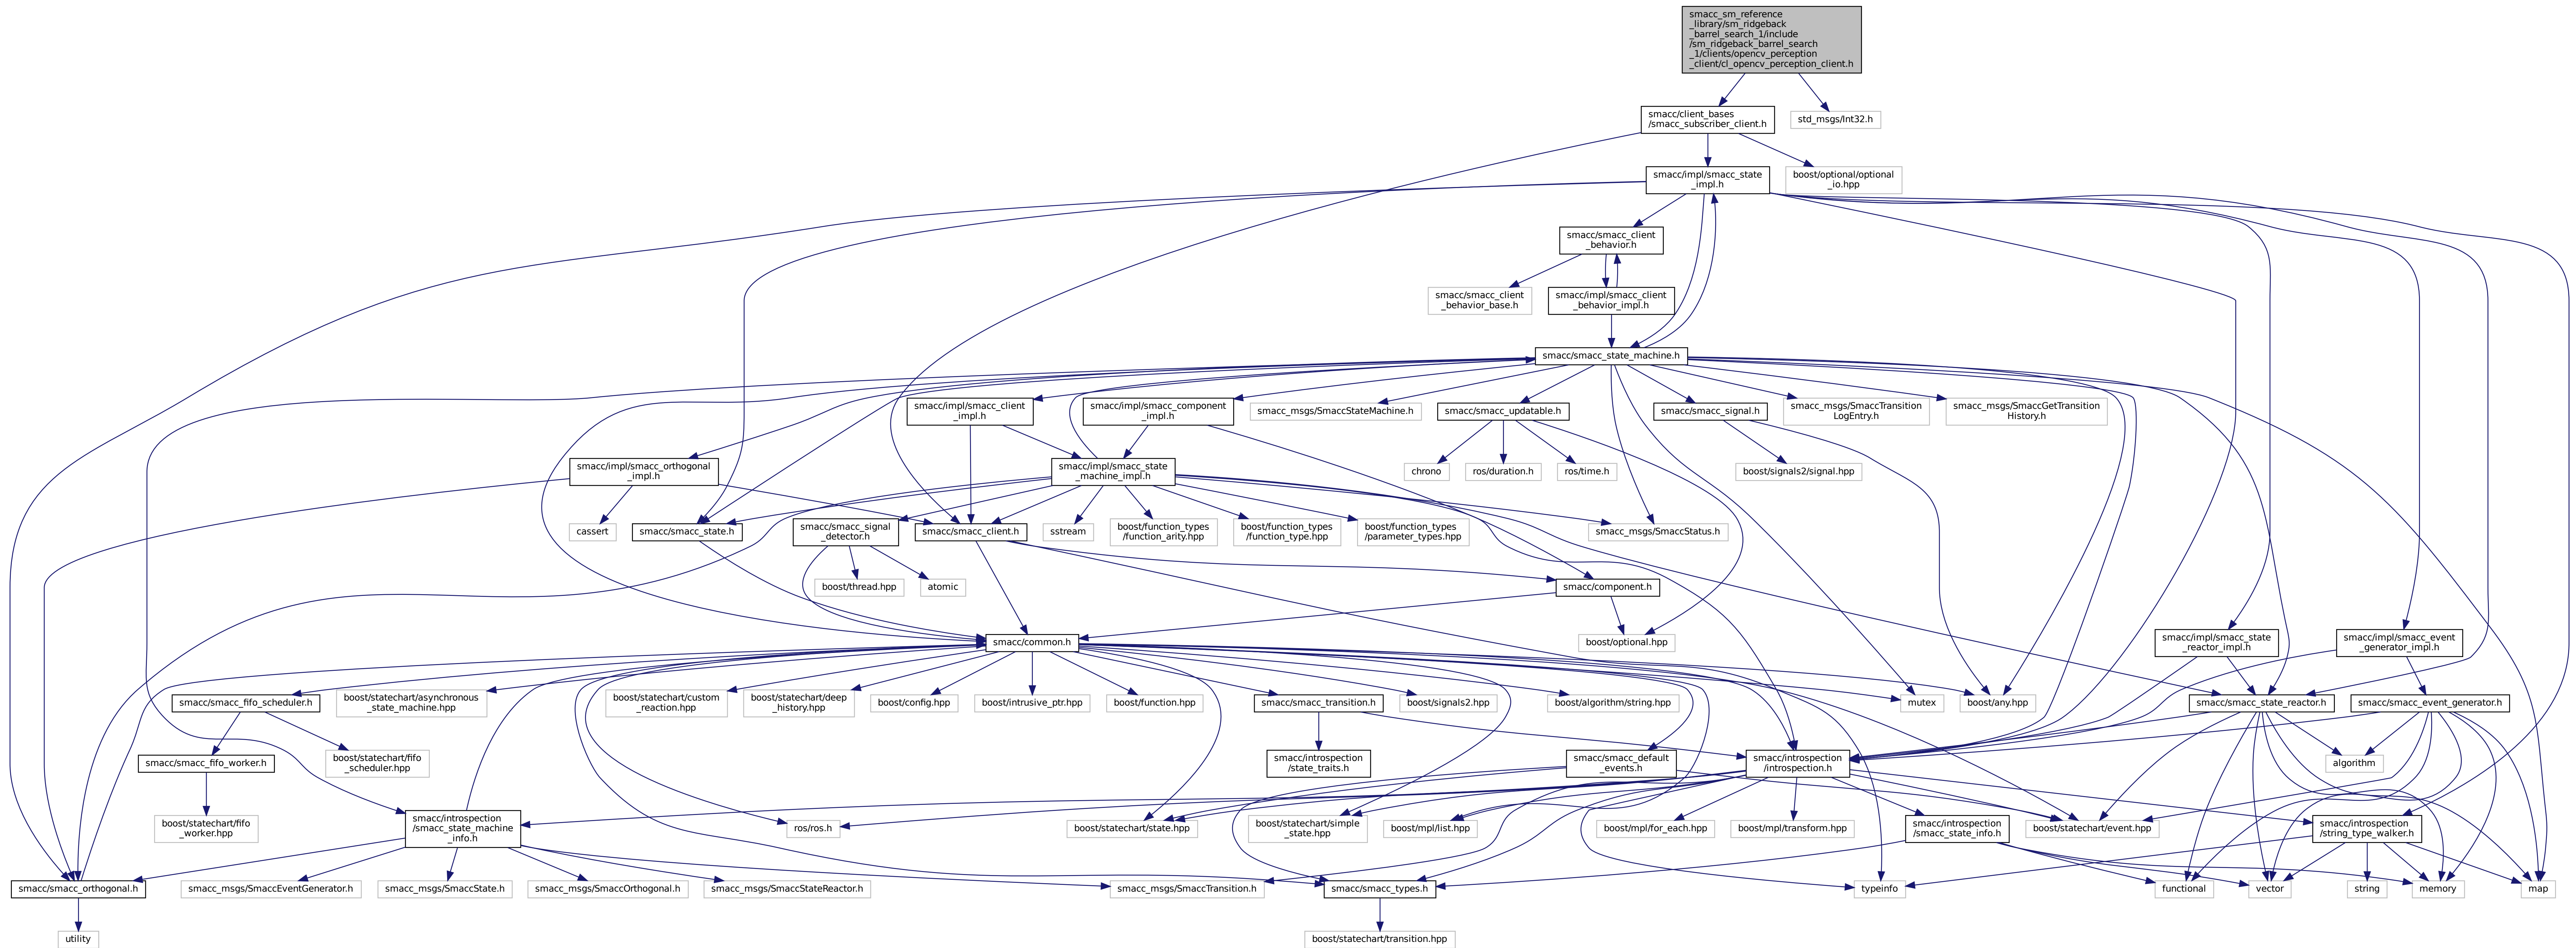 smacc_sm_reference
_library/sm_ridgeback
_barrel_search_1/include
/sm_ridgeback_barrel_search
_1/clients/opencv_perception
_client/cl_opencv_perception_client.h
smacc/client_bases
/smacc_subscriber_client.h
std_msgs/Int32.h
smacc/impl/smacc_state
_impl.h
boost/optional/optional
_io.hpp
smacc/smacc_client
_behavior.h
smacc/smacc_client
_behavior_base.h
smacc/impl/smacc_client
_behavior_impl.h
smacc/smacc_state_machine.h
smacc/impl/smacc_client
_impl.h
smacc/impl/smacc_component
_impl.h
smacc_msgs/SmaccStateMachine.h
smacc/smacc_updatable.h
smacc/smacc_signal.h
smacc_msgs/SmaccTransition
LogEntry.h
smacc_msgs/SmaccGetTransition
History.h
smacc/impl/smacc_orthogonal
_impl.h
smacc/impl/smacc_state
_machine_impl.h
chrono
ros/duration.h
ros/time.h
boost/signals2/signal.hpp
cassert
smacc/smacc_state.h
smacc/smacc_signal
_detector.h
smacc/smacc_client.h
sstream
boost/function_types
/function_arity.hpp
boost/function_types
/function_type.hpp
boost/function_types
/parameter_types.hpp
smacc_msgs/SmaccStatus.h
boost/thread.hpp
atomic
smacc/component.h
smacc/common.h
boost/optional.hpp
smacc/impl/smacc_state
_reactor_impl.h
smacc/impl/smacc_event
_generator_impl.h
smacc/smacc_fifo_scheduler.h
boost/statechart/asynchronous
_state_machine.hpp
boost/statechart/custom
_reaction.hpp
boost/statechart/deep
_history.hpp
boost/config.hpp
boost/intrusive_ptr.hpp
boost/function.hpp
smacc/smacc_transition.h
boost/signals2.hpp
boost/algorithm/string.hpp
mutex
boost/any.hpp
smacc/smacc_state_reactor.h
smacc/smacc_event_generator.h
smacc/smacc_fifo_worker.h
boost/statechart/fifo
_scheduler.hpp
smacc/introspection
/state_traits.h
smacc/smacc_default
_events.h
smacc/introspection
/introspection.h
algorithm
boost/statechart/fifo
_worker.hpp
smacc/introspection
/smacc_state_machine
_info.h
ros/ros.h
boost/statechart/state.hpp
boost/statechart/simple
_state.hpp
boost/mpl/list.hpp
boost/mpl/for_each.hpp
boost/mpl/transform.hpp
smacc/introspection
/smacc_state_info.h
boost/statechart/event.hpp
smacc/introspection
/string_type_walker.h
smacc/smacc_orthogonal.h
smacc_msgs/SmaccEventGenerator.h
smacc_msgs/SmaccState.h
smacc_msgs/SmaccOrthogonal.h
smacc_msgs/SmaccStateReactor.h
smacc_msgs/SmaccTransition.h
smacc/smacc_types.h
typeinfo
functional
vector
string
memory
map
utility
boost/statechart/transition.hpp